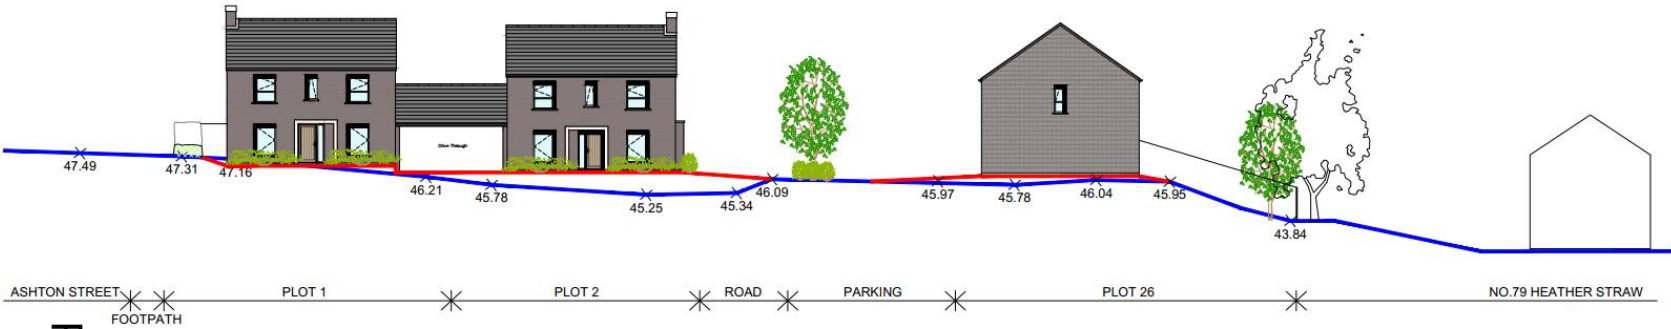 Drive Through
47.49
47.31
47.16
46.21
45.78
45.25
45.34
46.09
45.97
45.78
46.04
45.95
43.84
ASHTON STREET
FOOTPATH
PLOT 1
PLOT 2
ROAD
PARKING
PLOT 26
NO.79 HEATHER STRAW